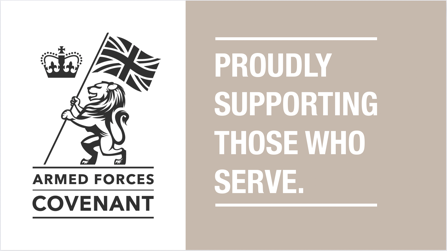 ARMED FORCES
COVENANT
PROUDLY
SUPPORTING
THOSE WHO
SERVE.